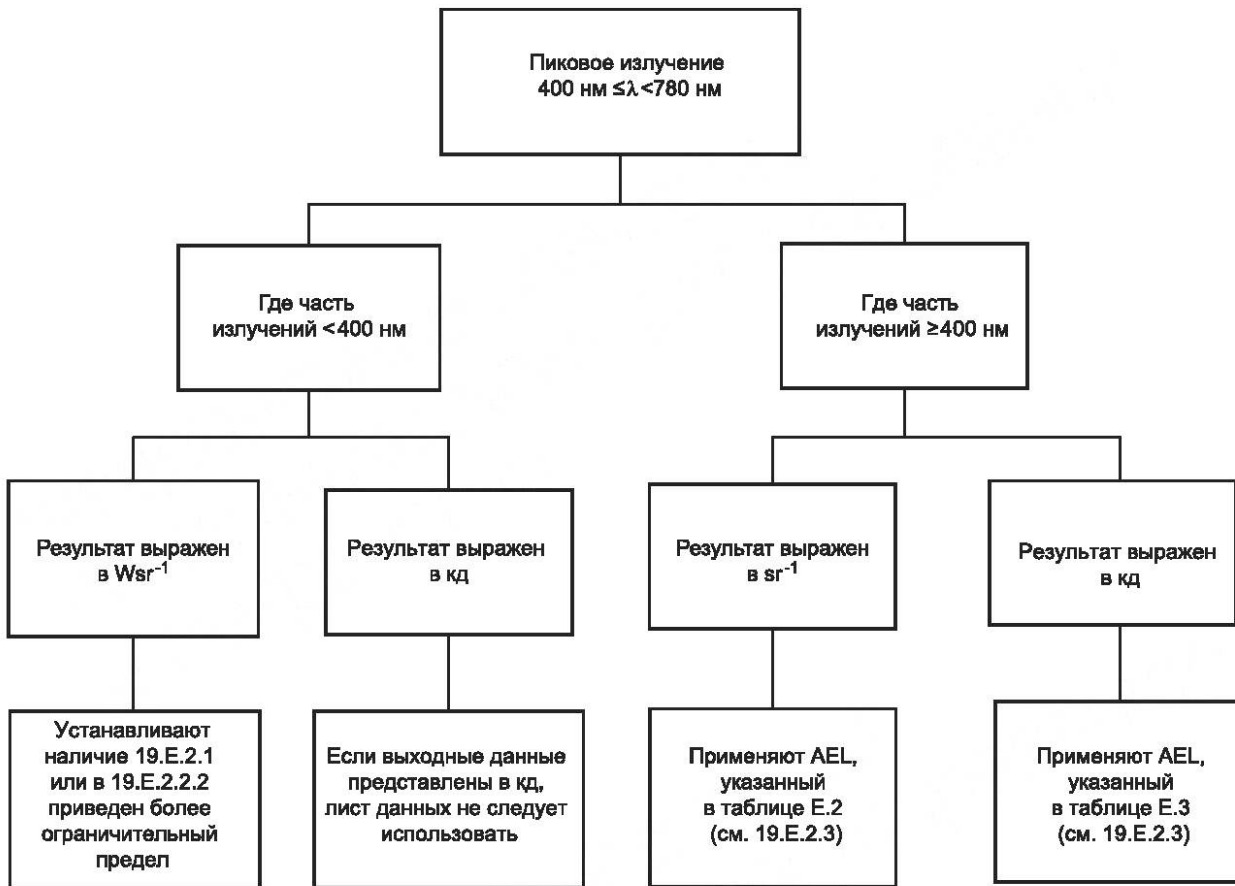 Пиковое излучение
400 нм ≤λ<780 нм
Где часть
излучений <400 нм
Где часть
излучений ≥400 нм
Результат выражен
в Wsr⁻¹
Результат выражен
в кд
Результат выражен
в sr⁻¹
Результат выражен
в кд
Устанавливают
наличие 19.Е.2.1
или в 19.Е.2.2.2
приведен более
ограничительный
предел
Если выходные данные
представлены в кд,
лист данных не следует
использовать
Применяют AEL,
указанный
в таблице Е.2
(см. 19.Е.2.3)
Применяют AEL,
указанный
в таблице Е.3
(см. 19.Е.2.3)